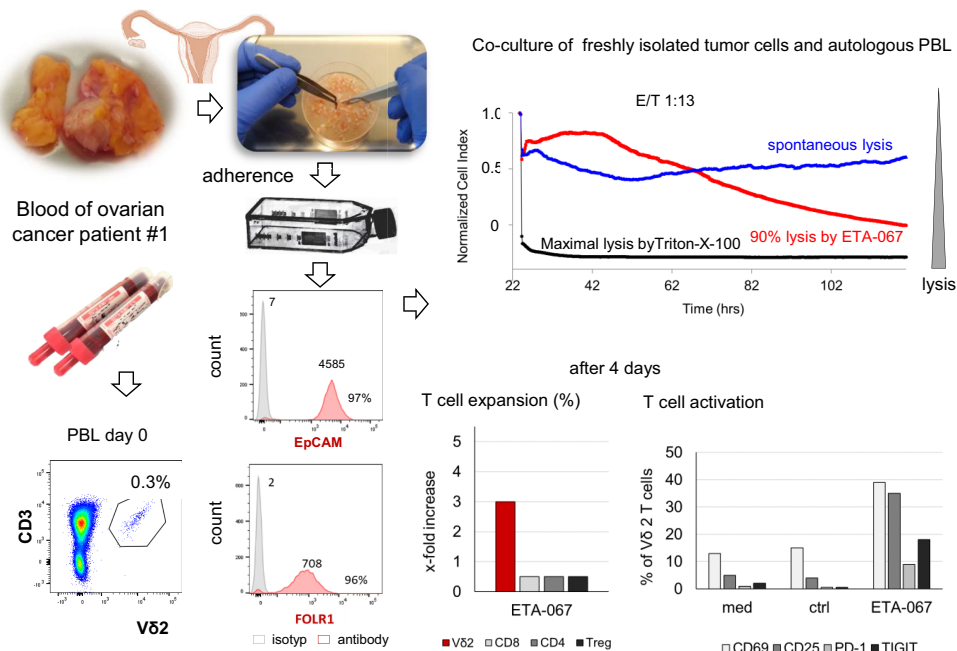 Co-culture of freshly isolated tumor cells and autologous PBL
E/T 1:13
Normalized Cell Index
1.0
0.5
0
spontaneous lysis
90% lysis by ETA-067
Maximal lysis byTriton-X-100
22 42 62 82 102
Time (hrs)
lysis
adherence
Blood of ovarian
cancer patient #1
PBL day 0
0.3%
CD3
Vδ2
count
7
4585
97%
EpCAM
count
2
708
96%
FOLR1
isotyp antibody
after 4 days
T cell expansion (%)
x-fold increase
5
4
3
2
1
0
ETA-067
Vδ2 CD8 CD4 Treg
T cell activation
% of Vδ 2 T cells
50
40
30
20
10
0
med ctrl ETA-067
CD69 CD25 PD-1 TIGIT